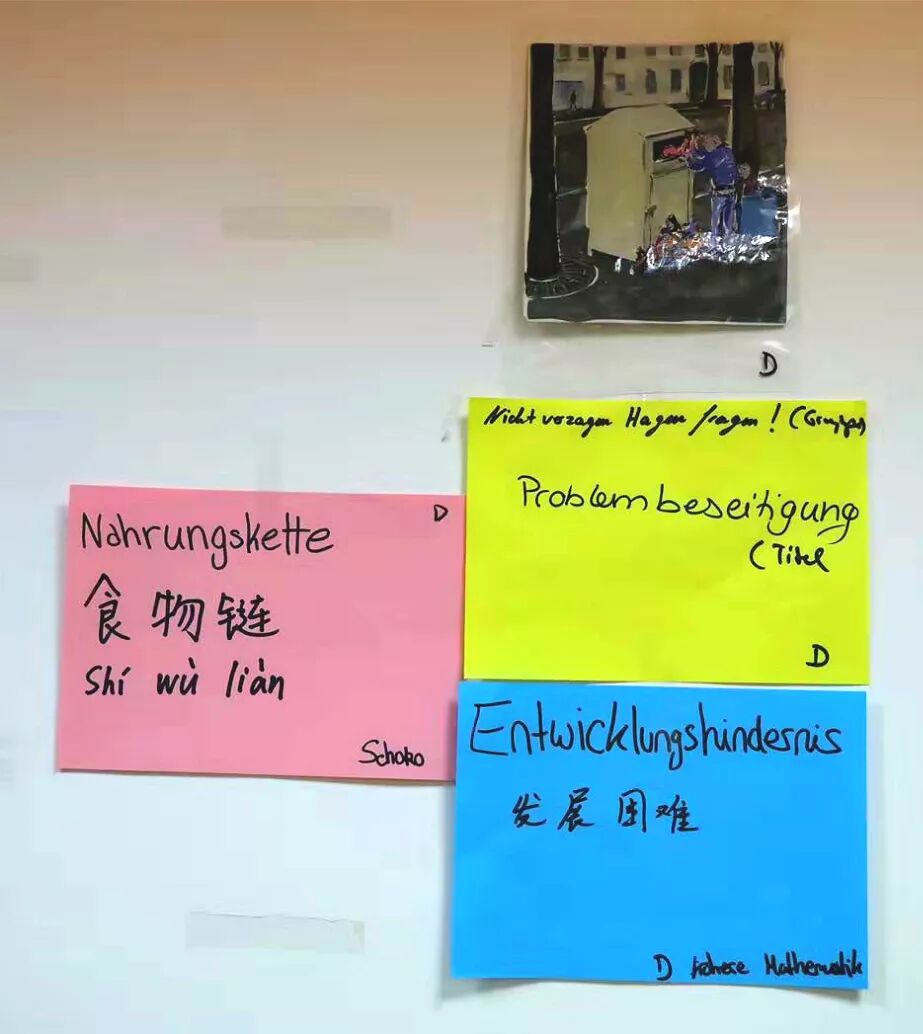 D
Nicht verzagen Hagen fragen! (Gruppe)
Problembeseitigung
(Titel
D
D
Nahrungskette
食物链
Shí wù liàn
Schoko
Entwicklungshindernis
发展困难
D höhere Mathematik